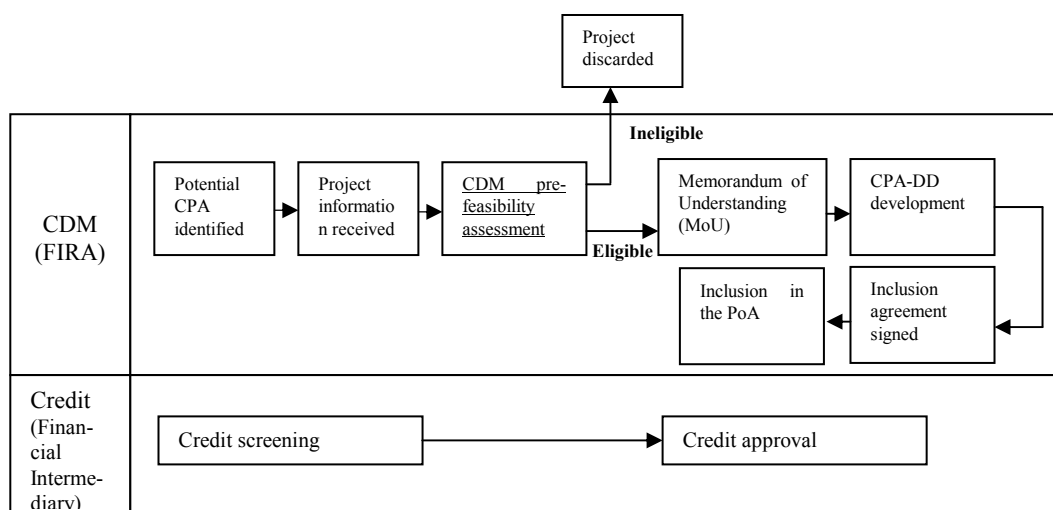 Project
discarded
Ineligible
CDM
(FIRA)
Potential
CPA
identified
Project
informatio
n received
CDM pre-
feasibility
assessment
Eligible
Memorandum of
Understanding
(MoU)
CPA-DD
development
Inclusion in
the PoA
Inclusion
agreement
signed
Credit
(Finan-
cial
Interme-
diary)
Credit screening
Credit approval